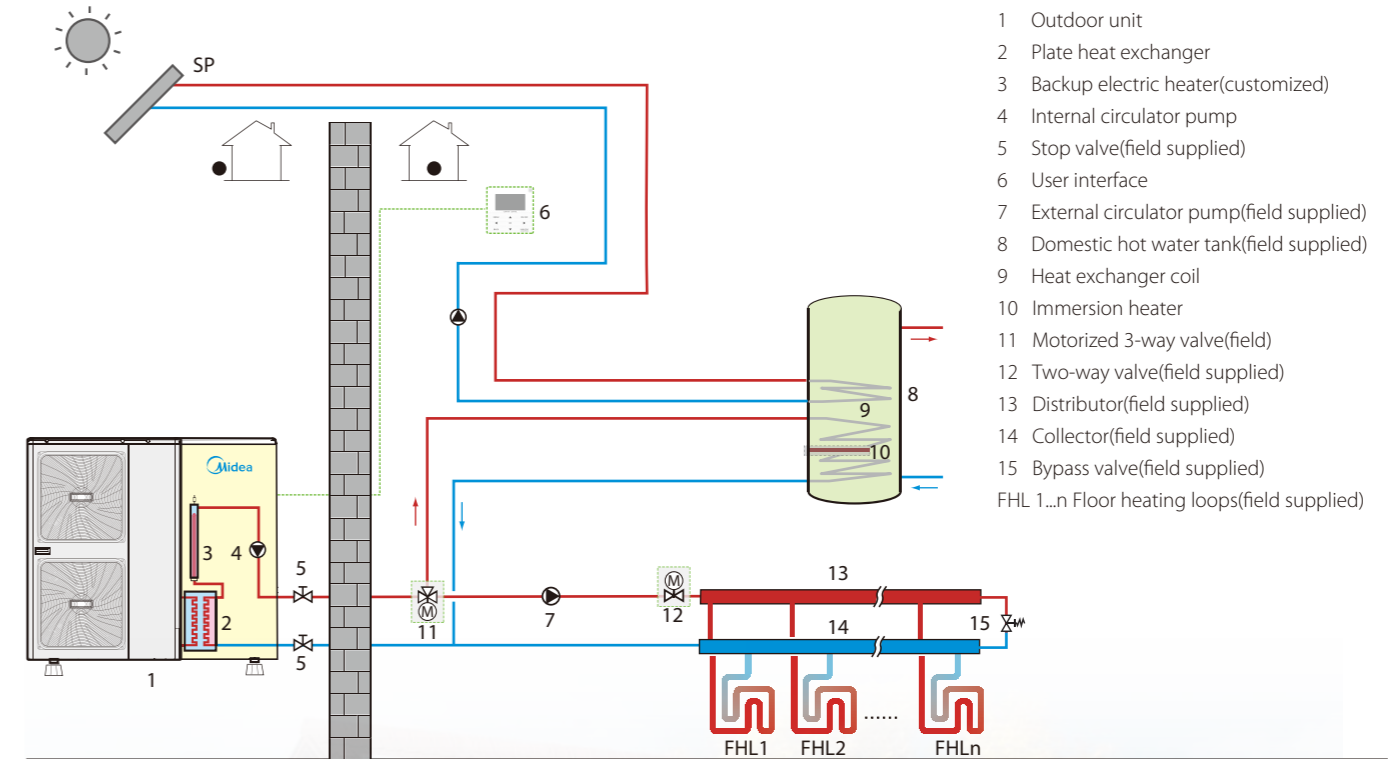 SP
6
8
9
10
Midea
3
4
5
2
11
7
12
13
14
15
5
1
FHL1
FHL2
......
FHLn
M
M
1 Outdoor unit
2 Plate heat exchanger
3 Backup electric heater(customized)
4 Internal circulator pump
5 Stop valve(field supplied)
6 User interface
7 External circulator pump(field supplied)
8 Domestic hot water tank(field supplied)
9 Heat exchanger coil
10 Immersion heater
11 Motorized 3-way valve(field)
12 Two-way valve(field supplied)
13 Distributor(field supplied)
14 Collector(field supplied)
15 Bypass valve(field supplied)
FHL 1...n Floor heating loops(field supplied)